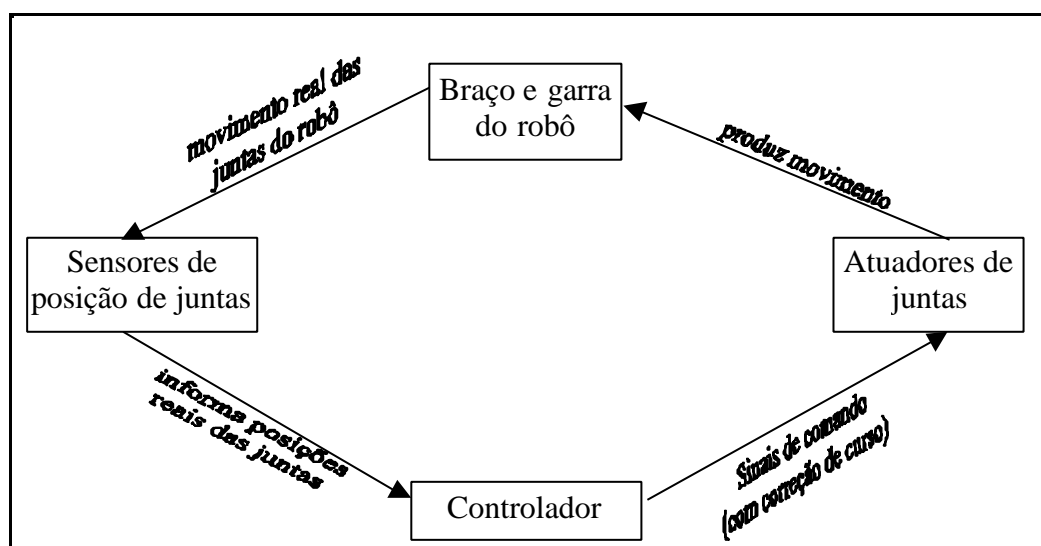 movimento real das
juntas do robô
Braço e garra
do robô
produz movimento
Sensores de
posição de juntas
Atuadores de
juntas
informa posições
reais das juntas
Sinais de comando
(com correção de curso)
Controlador